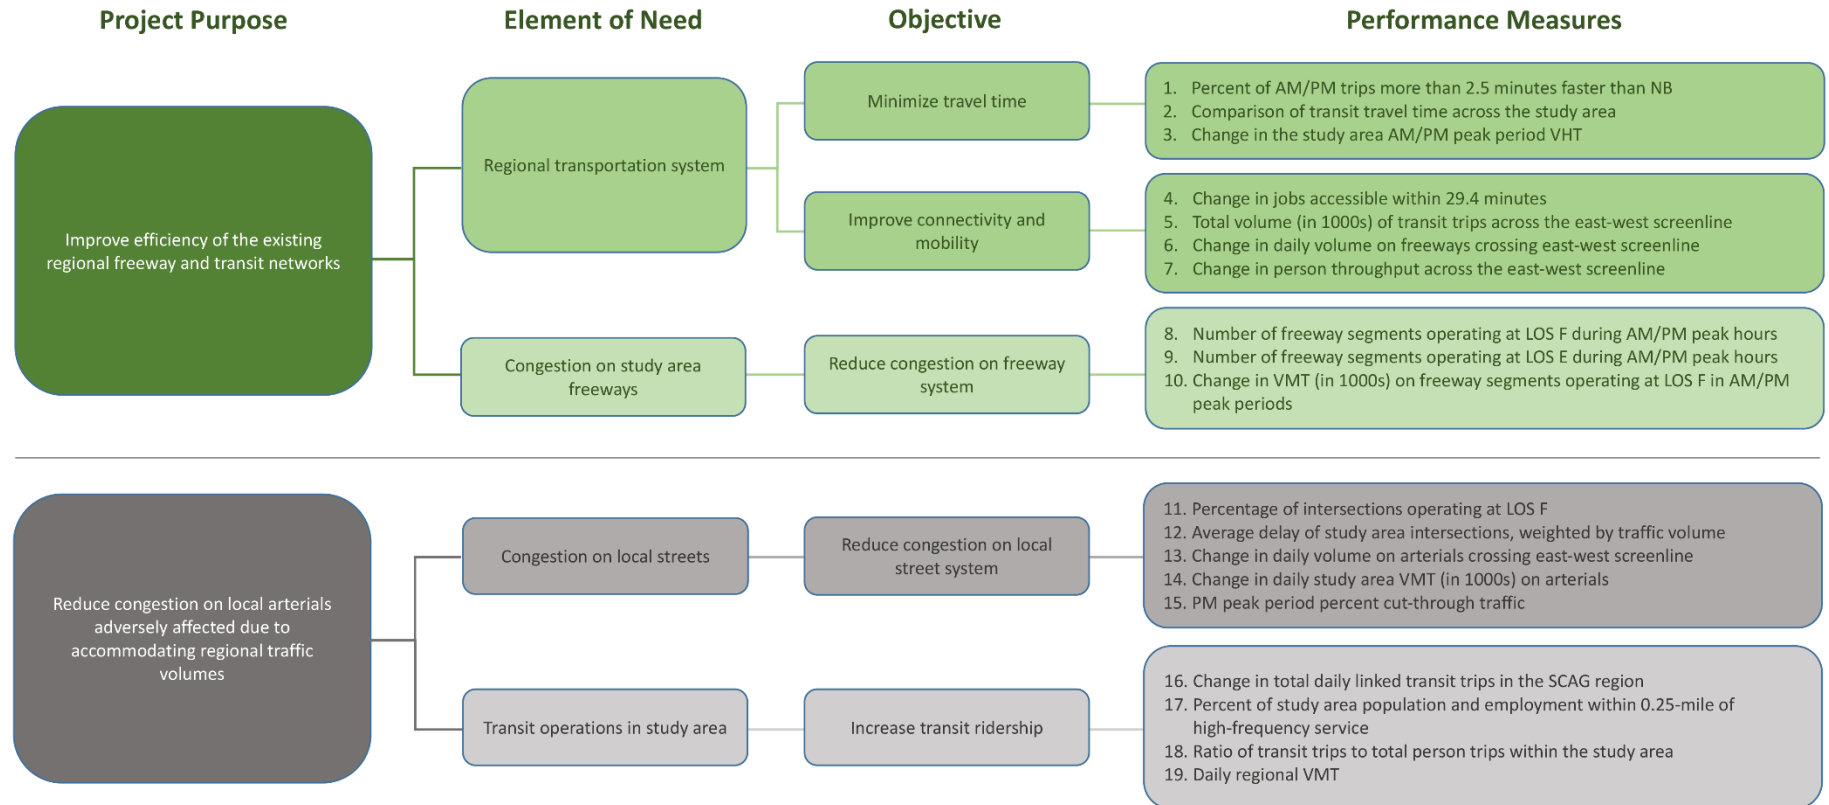 Project Purpose
Element of Need
Objective
Performance Measures
Improve efficiency of the existing
regional freeway and transit networks
Regional transportation system
Minimize travel time
1. Percent of AM/PM trips more than 2.5 minutes faster than NB
2. Comparison of transit travel time across the study area
3. Change in the study area AM/PM peak period VHT
Improve connectivity and
mobility
4. Change in jobs accessible within 29.4 minutes
5. Total volume (in 1000s) of transit trips across the east-west screenline
6. Change in daily volume on freeways crossing east-west screenline
7. Change in person throughput across the east-west screenline
Congestion on study area
freeways
Reduce congestion on freeway
system
8. Number of freeway segments operating at LOS F during AM/PM peak hours
9. Number of freeway segments operating at LOS E during AM/PM peak hours
10. Change in VMT (in 1000s) on freeway segments operating at LOS F in AM/PM
peak periods
Reduce congestion on local arterials
adversely affected due to
accommodating regional traffic
volumes
Congestion on local streets
Reduce congestion on local
street system
11. Percentage of intersections operating at LOS F
12. Average delay of study area intersections, weighted by traffic volume
13. Change in daily volume on arterials crossing east-west screenline
14. Change in daily study area VMT (in 1000s) on arterials
15. PM peak period percent cut-through traffic
Transit operations in study area
Increase transit ridership
16. Change in total daily linked transit trips in the SCAG region
17. Percent of study area population and employment within 0.25-mile of
high-frequency service
18. Ratio of transit trips to total person trips within the study area
19. Daily regional VMT